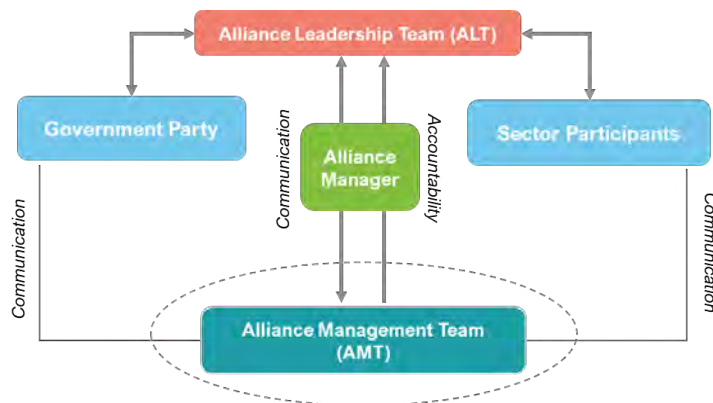 Alliance Leadership Team (ALT)
Government Party
Sector Participants
Communication
Alliance
Manager
Accountability
Communication
Communication
Alliance Management Team
(AMT)